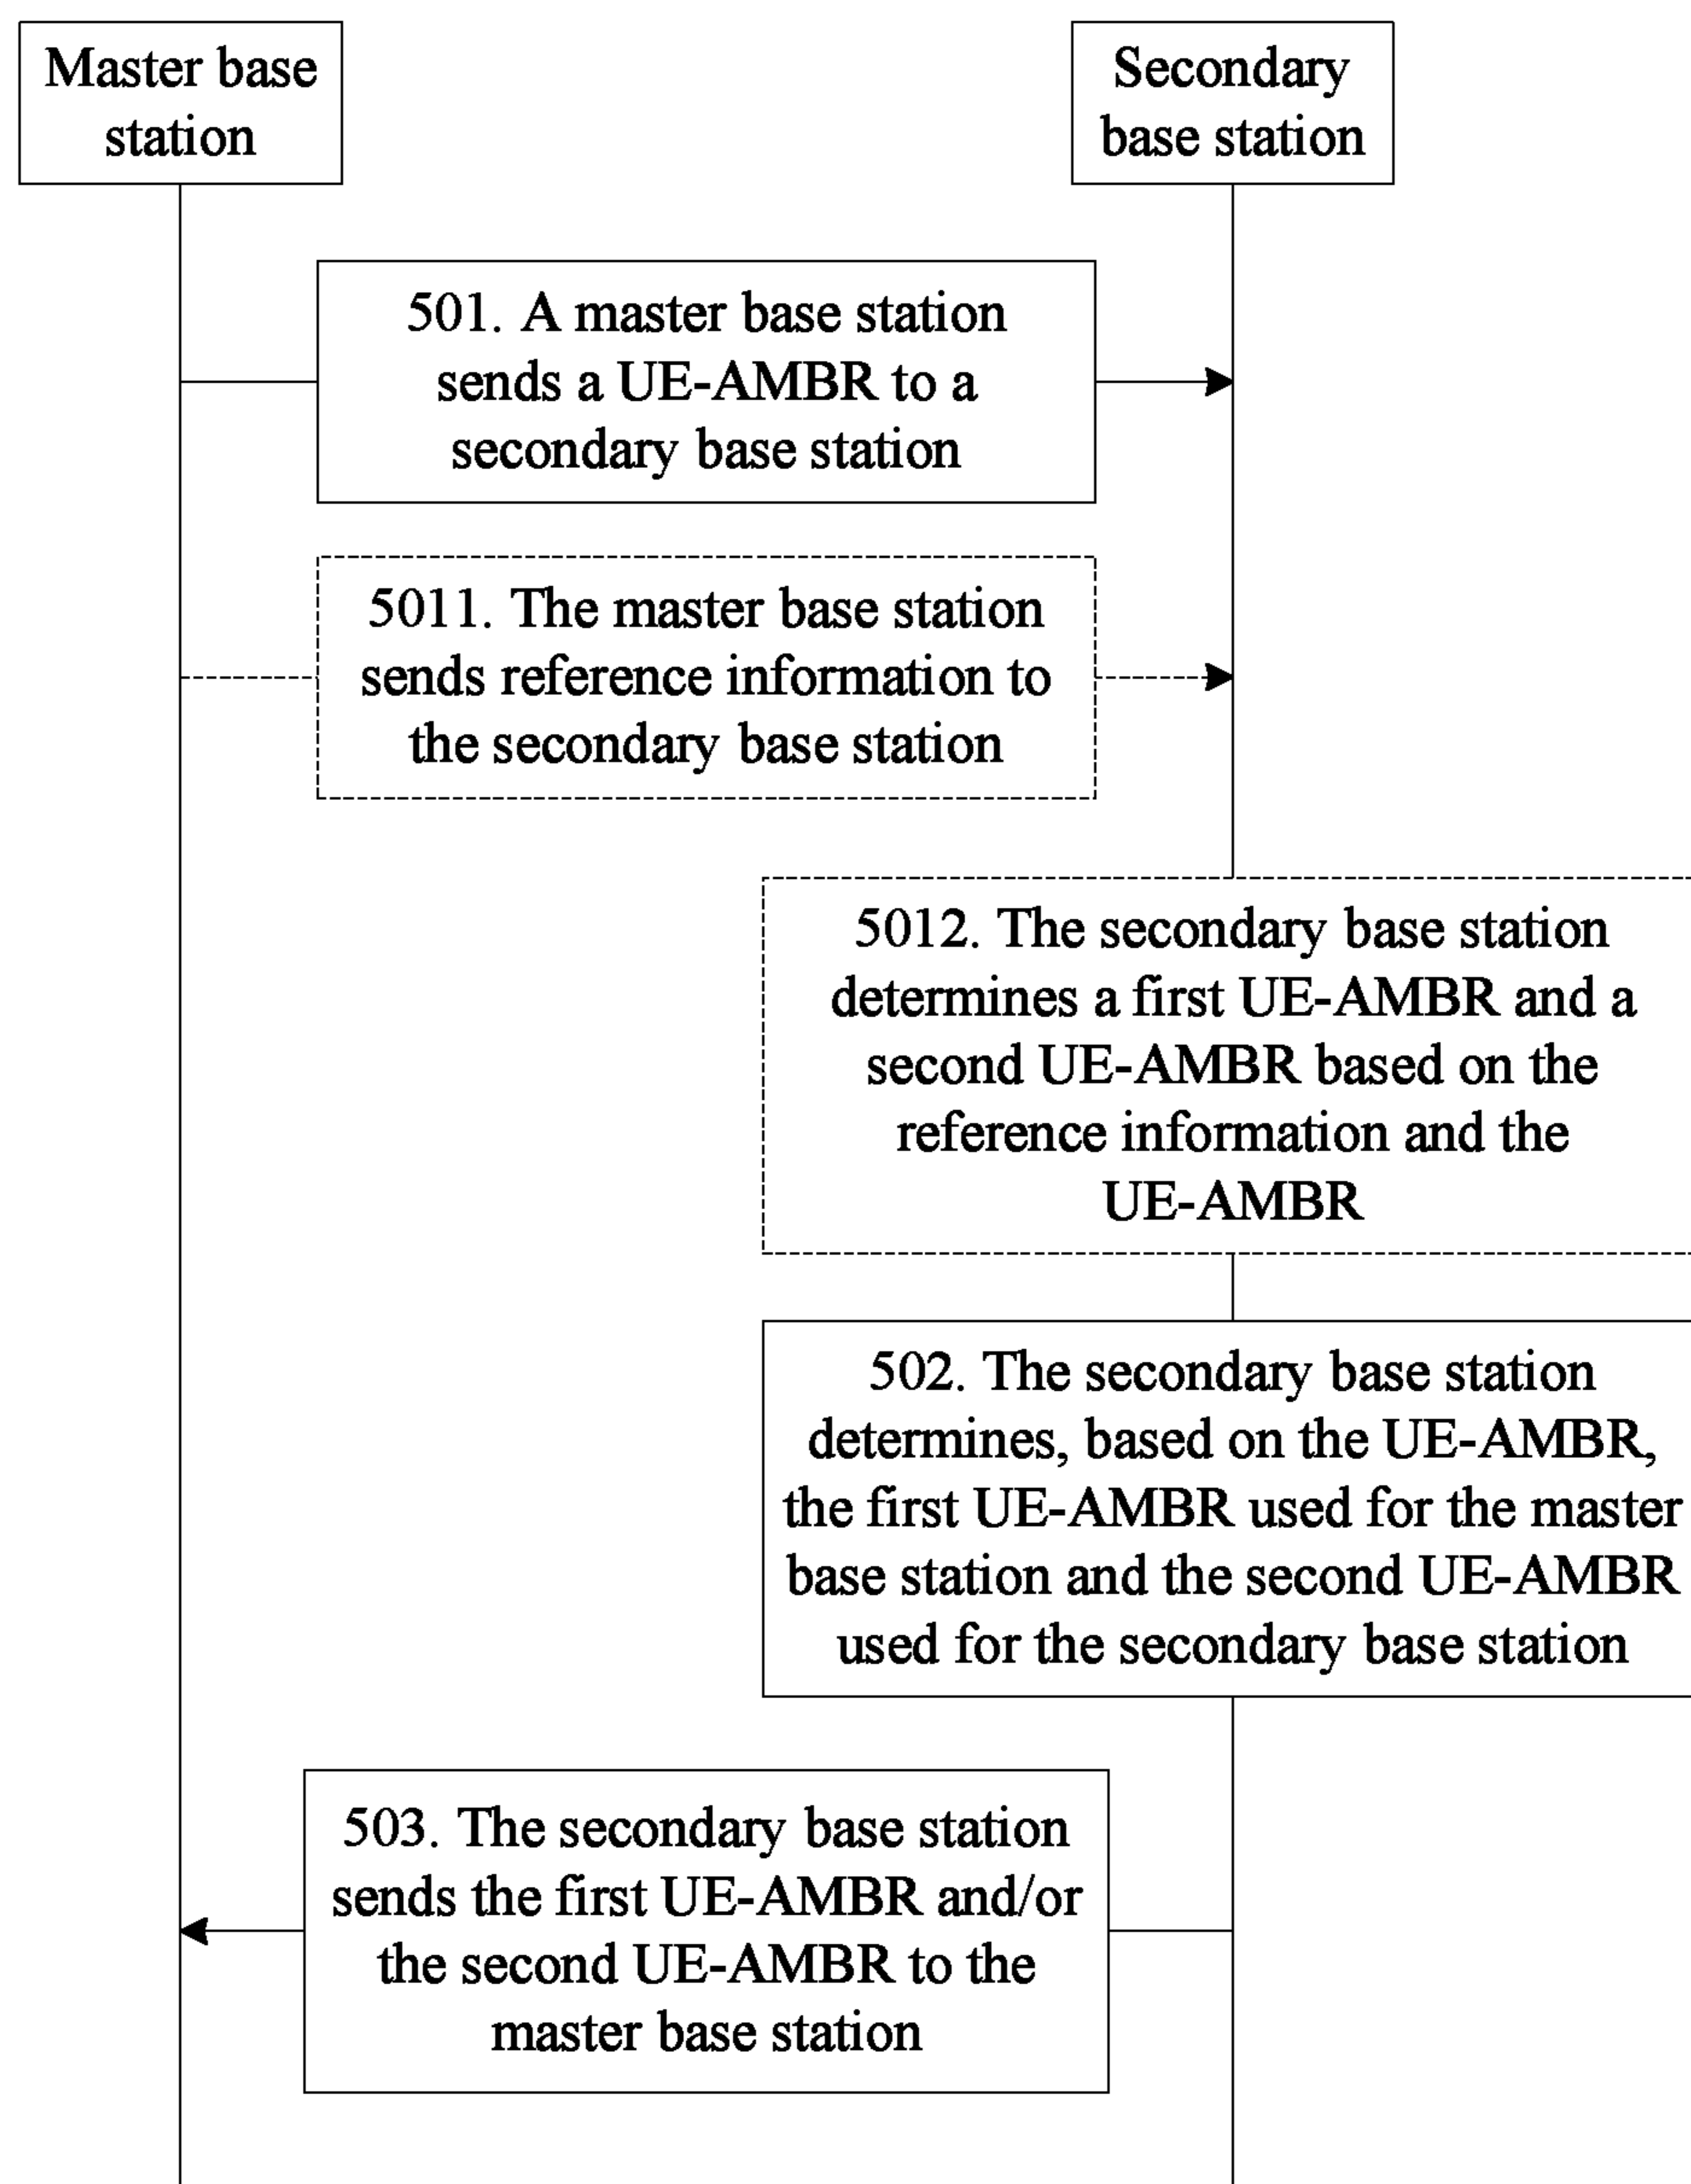 Master base
station
Secondary
base station
501. A master base station
sends a UE-AMBR to a
secondary base station
5011. The master base station
sends reference information to
the secondary base station
5012. The secondary base station
determines a first UE-AMBR and a
second UE-AMBR based on the
reference information and the
UE-AMBR
502. The secondary base station
determines, based on the UE-AMBR,
the first UE-AMBR used for the master
base station and the second UE-AMBR
used for the secondary base station
503. The secondary base station
sends the first UE-AMBR and/or
the second UE-AMBR to the
master base station